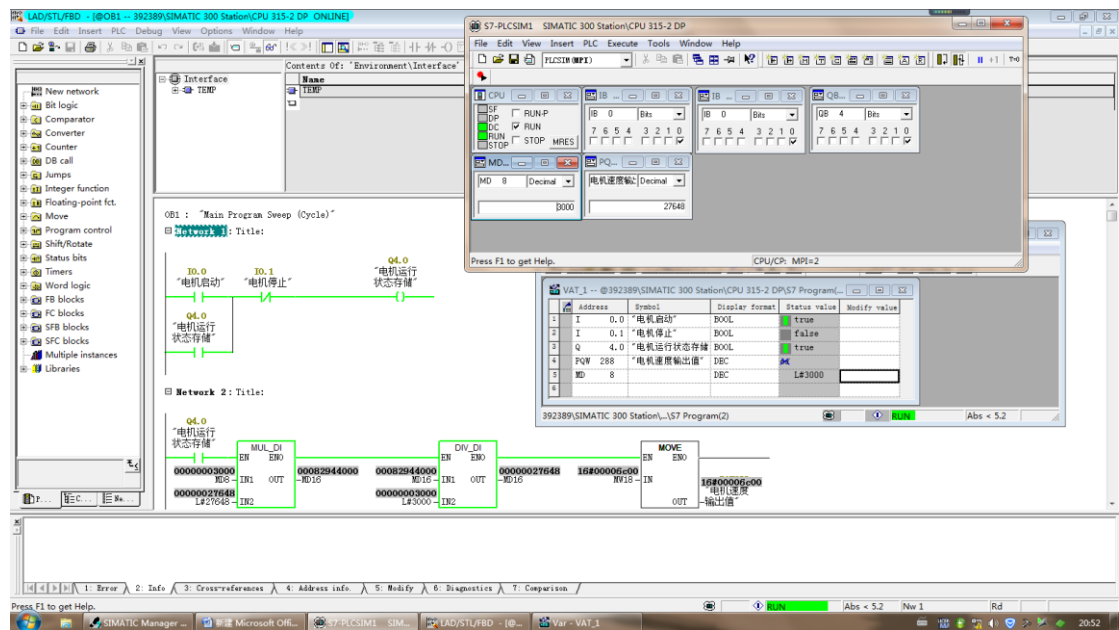 LAD/STL/FBD - [@OB1 -- 392389\SIMATIC 300 Station\CPU 315-2 DP ONLINE]
File Edit Insert PLC Debug View Options Window Help
Contents Of: 'Environment\Interface'
Interface
TEMP
Name
TEMP
New network
Bit logic
Comparator
Converter
Counter
DB call
Jumps
Integer function
Floating-point fct.
Move
Program control
Shift/Rotate
Status bits
Timers
Word logic
FB blocks
FC blocks
SFB blocks
SFC blocks
Multiple instances
Libraries
S7-PLCSIM1 SIMATIC 300 Station\CPU 315-2 DP
File Edit View Insert PLC Execute Tools Window Help
PLCSIM(MPI)
+1 T=0
CPU
SF
DP
DC
RUN
STOP
RUN-P
RUN
STOP
MRES
IB ...
IB 0 Bits
7 6 5 4 3 2 1 0
IB ...
IB 0 Bits
7 6 5 4 3 2 1 0
QB...
QB 4 Bits
7 6 5 4 3 2 1 0
MD...
MD 8 Decimal
3000
PQ...
电机速度输 Decimal
27648
Press F1 to get Help.
CPU/CP: MPI=2
OB1 : "Main Program Sweep (Cycle)"
Network 1: Title:
I0.0
"电机启动"
I0.1
"电机停止"
Q4.0
"电机运行
状态存储"
Q4.0
"电机运行
状态存储"
Network 2: Title:
Q4.0
"电机运行
状态存储"
MUL_DI
EN ENO
00000003000
MD8 IN1 OUT
00082944000
MD16
00000027648
L#27648 IN2
DIV_DI
EN ENO
00082944000
MD16 IN1 OUT
00000027648
MD16
00000003000
L#3000 IN2
MOVE
EN ENO
16#00006c00
MW18 IN
OUT
16#00006c00
"电机速度
输出值"
VAT_1 -- @392389\SIMATIC 300 Station\CPU 315-2 DP\S7 Program(...
Address Symbol Display format Status value Modify value
1 I 0.0 "电机启动" BOOL true
2 I 0.1 "电机停止" BOOL false
3 Q 4.0 "电机运行状态存储 BOOL true
4 PQW 288 "电机速度输出值" DEC
5 MD 8 DEC L#3000
6
392389\SIMATIC 300 Station\...\S7 Program(2)
RUN
Abs < 5.2
P...
C...
Ne...
1: Error 2: Info 3: Cross-references 4: Address info. 5: Modify 6: Diagnostics 7: Comparison
Press F1 to get Help.
RUN
Abs < 5.2
Nw 1
Rd
SIMATIC Manager ...
新建 Microsoft Offi...
S7-PLCSIM1 SIM...
LAD/STL/FBD - [@...
Var - VAT_1
20:52